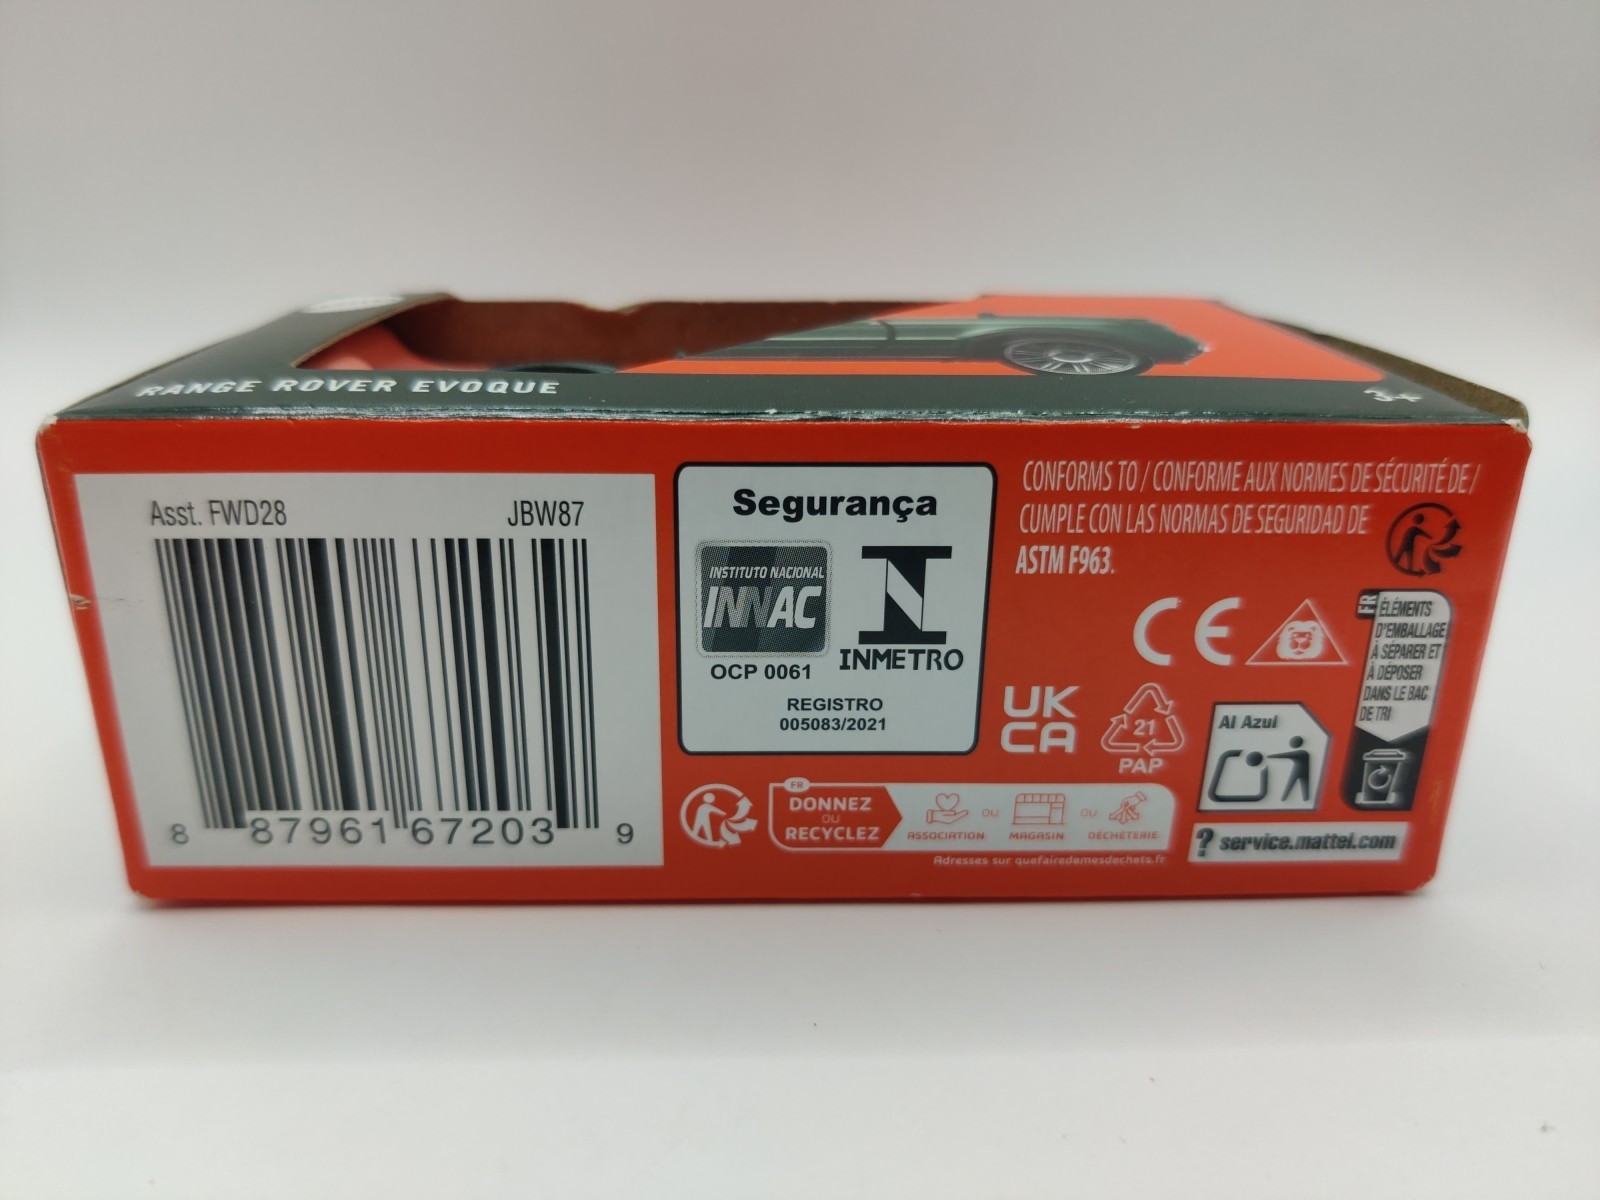 RANGE ROVER EVOQUE
3+
Asst. FWD28 JBW87
8 87961 67203 9
Segurança
INSTITUTO NACIONAL
INNAC
OCP 0061
INMETRO
REGISTRO
005083/2021
CONFORMS TO / CONFORME AUX NORMES DE SÉCURITÉ DE /
CUMPLE CON LAS NORMAS DE SEGURIDAD DE
ASTM F963.
CE
UK
CA
21
PAP
FR
ÉLÉMENTS
D'EMBALLAGE
À SÉPARER ET
À DÉPOSER
DANS LE BAC
DE TRI
Al Azul
FR
DONNEZ
OU
RECYCLEZ
ASSOCIATION OU MAGASIN OU DÉCHÈTERIE
Adresses sur quefairedemesdechets.fr
? service.mattel.com